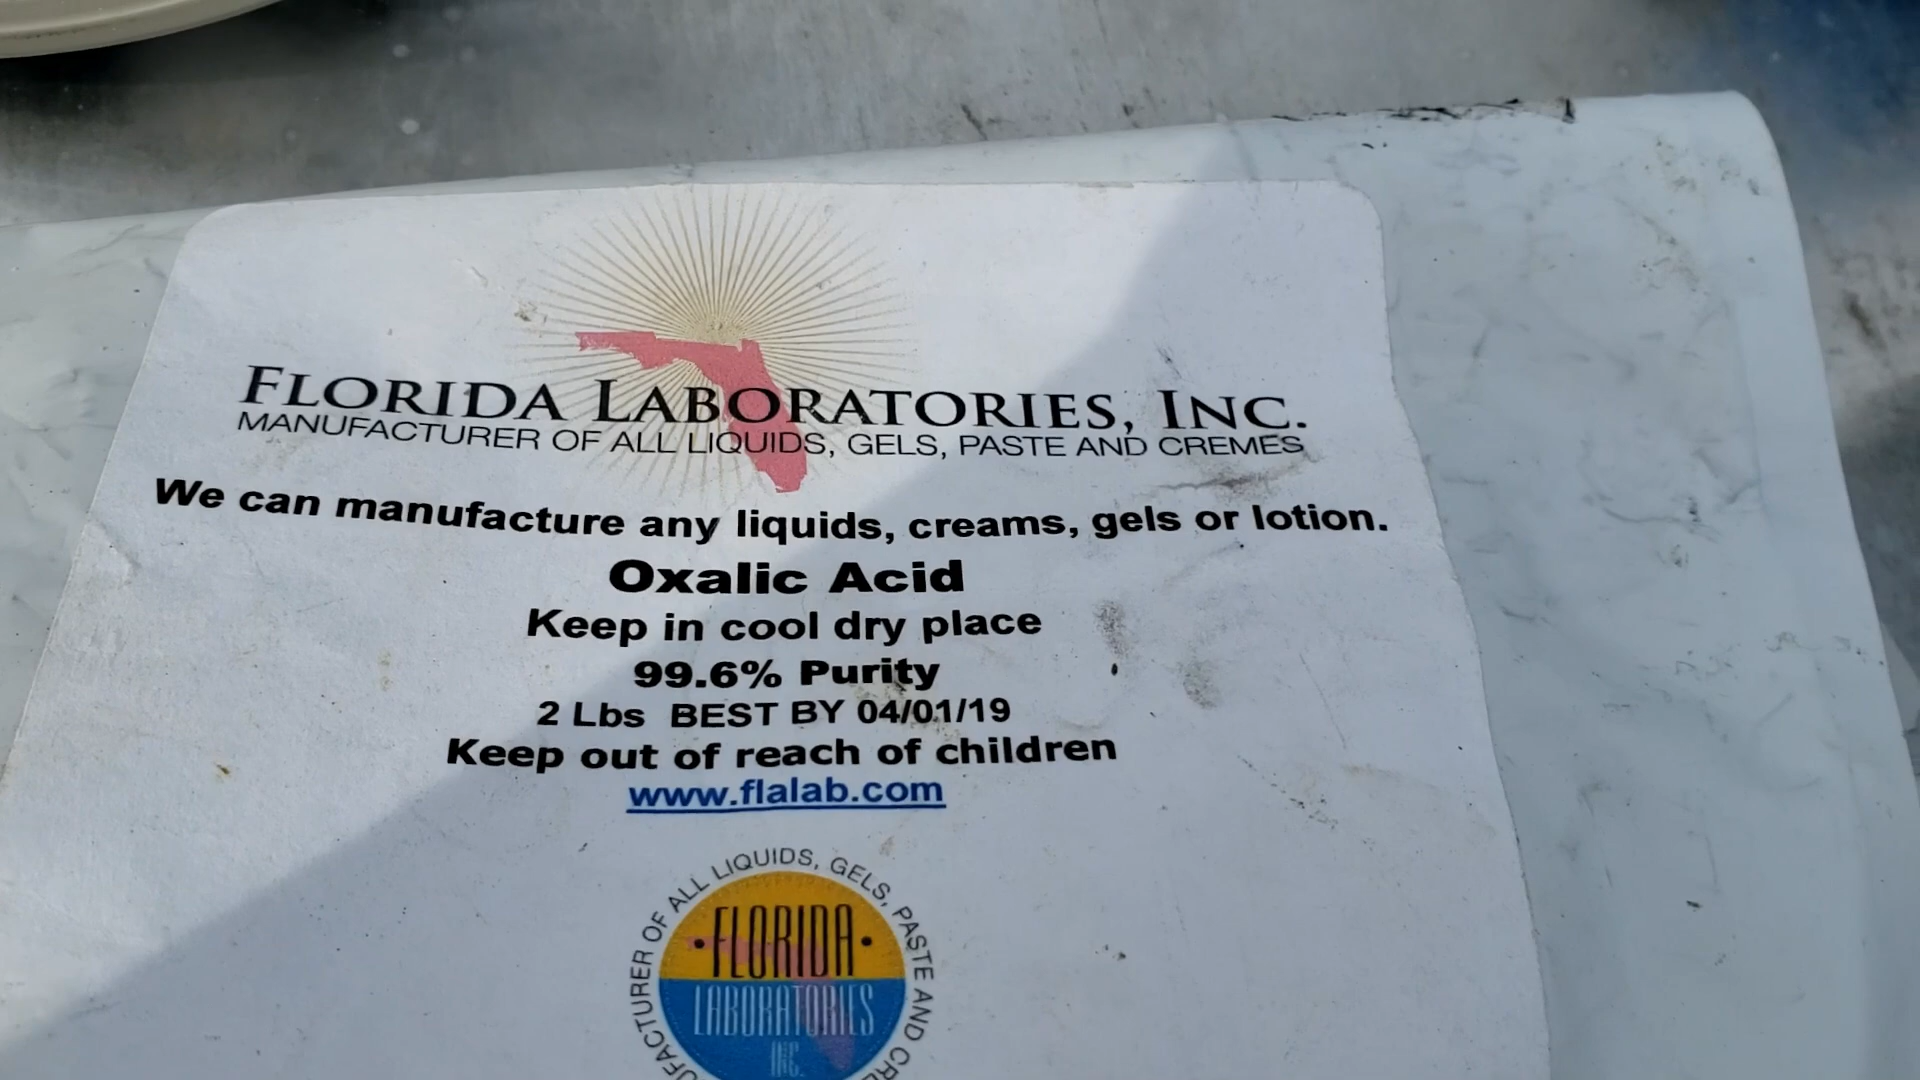 FLORIDA LABORATORIES, INC.
MANUFACTURER OF ALL LIQUIDS, GELS, PASTE AND CREMES
We can manufacture any liquids, creams, gels or lotion.
Oxalic Acid
Keep in cool dry place
99.6% Purity
2 Lbs BEST BY 04/01/19
Keep out of reach of children
www.flalab.com
OF ALL LIQUIDS, GELS, PASTE AND
FLORIDA
LABORATORIES
INC.